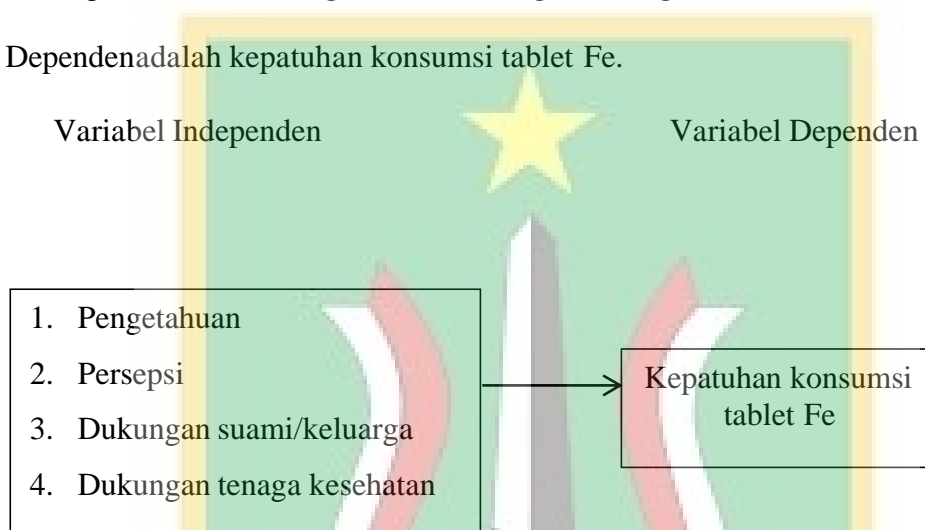 Dependenadalah kepatuhan konsumsi tablet Fe.
Variabel Independen
Variabel Dependen
1. Pengetahuan
2. Persepsi
3. Dukungan suami/keluarga
4. Dukungan tenaga kesehatan
Kepatuhan konsumsi
tablet Fe